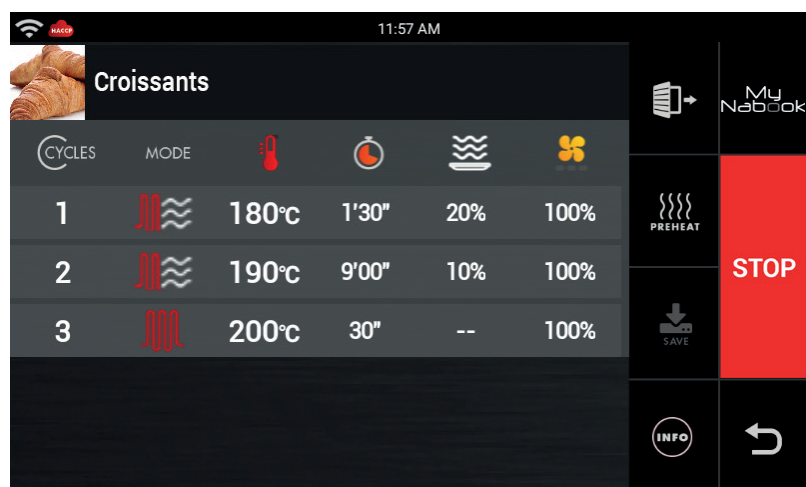 HACCP
11:57 AM
Croissants
My
Nabook
CYCLES MODE
1 180°C 1'30" 20% 100%
PREHEAT
2 190°C 9'00" 10% 100%
STOP
3 200°C 30" -- 100%
SAVE
INFO